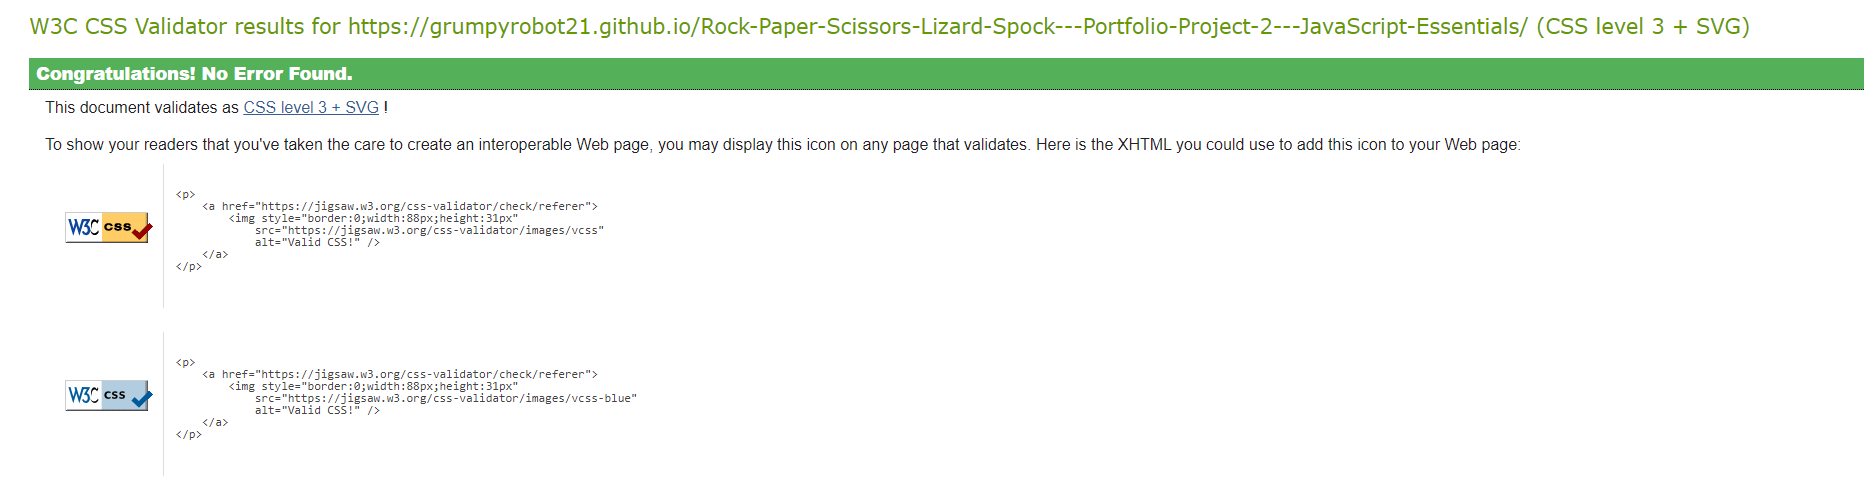 W3C CSS Validator results for https://grumpyrobot21.github.io/Rock-Paper-Scissors-Lizard-Spock---Portfolio-Project-2---JavaScript-Essentials/ (CSS level 3 + SVG)
Congratulations! No Error Found.
This document validates as CSS level 3 + SVG !
To show your readers that you've taken the care to create an interoperable Web page, you may display this icon on any page that validates. Here is the XHTML you could use to add this icon to your Web page:
W3C css
<p>
<a href="https://jigsaw.w3.org/css-validator/check/referer">
<img style="border:0;width:88px;height:31px"
src="https://jigsaw.w3.org/css-validator/images/vcss"
alt="Valid CSS!" />
</a>
</p>
W3C css
<p>
<a href="https://jigsaw.w3.org/css-validator/check/referer">
<img style="border:0;width:88px;height:31px"
src="https://jigsaw.w3.org/css-validator/images/vcss-blue"
alt="Valid CSS!" />
</a>
</p>